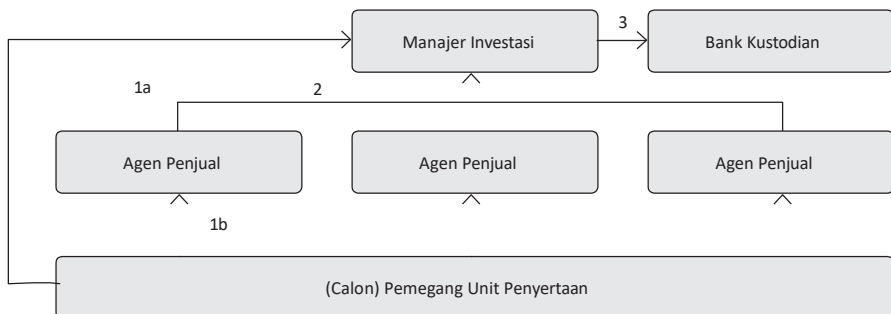 Manajer Investasi
3
Bank Kustodian
1a
2
Agen Penjual
Agen Penjual
Agen Penjual
1b
(Calon) Pemegang Unit Penyertaan